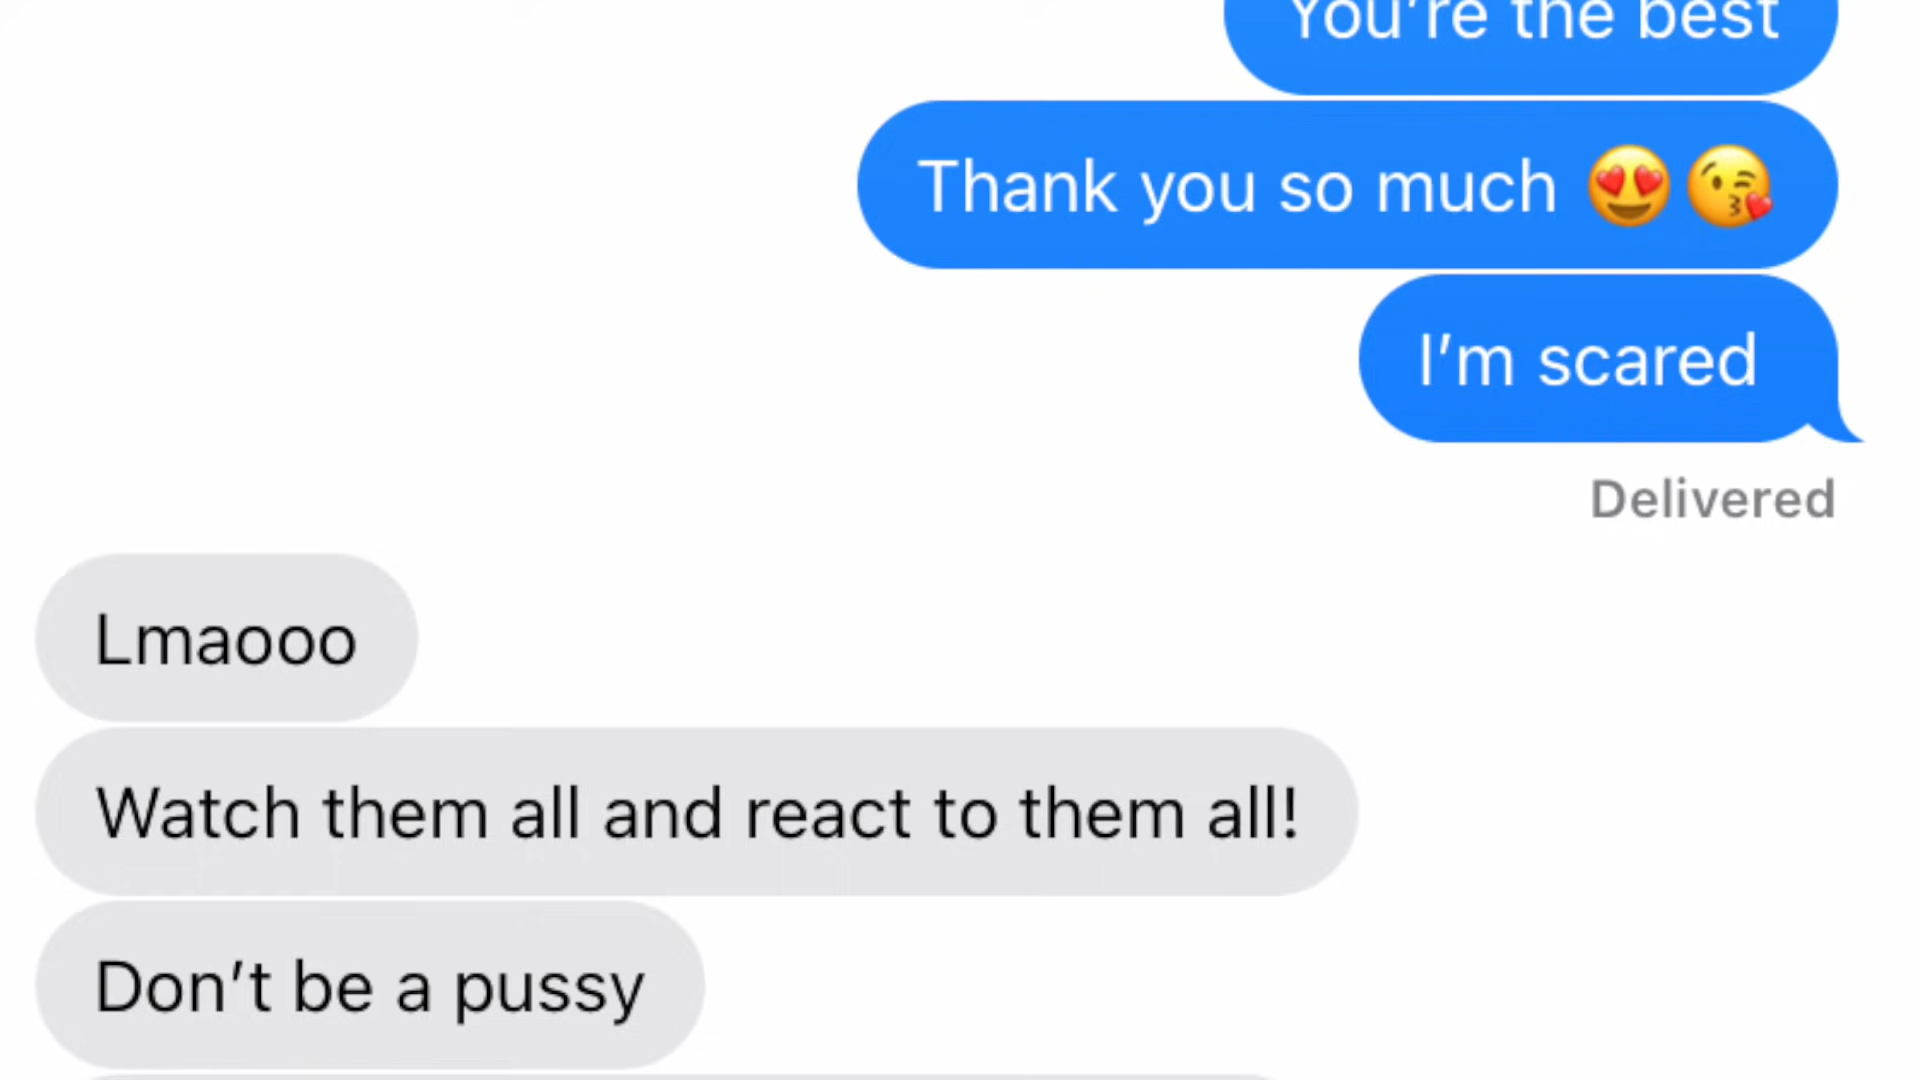 You’re the best
Thank you so much 😍😘
I’m scared
Delivered
Lmaooo
Watch them all and react to them all!
Don’t be a pussy